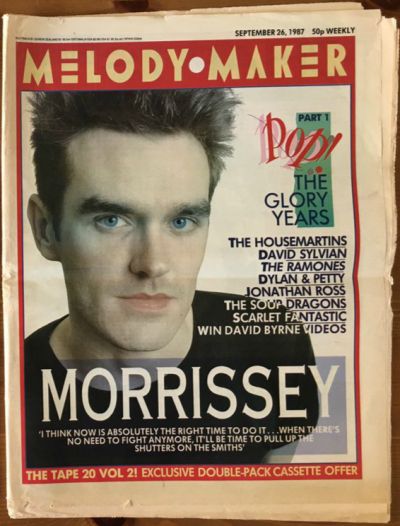 SEPTEMBER 26, 1987 50p WEEKLY
MELODY•MAKER
PART 1
Pop!
THE
GLORY
YEARS
THE HOUSEMARTINS
DAVID SYLVIAN
THE RAMONES
DYLAN & PETTY
JONATHAN ROSS
THE SOUP DRAGONS
SCARLET FANTASTIC
WIN DAVID BYRNE VIDEOS
MORRISSEY
'I THINK NOW IS ABSOLUTELY THE RIGHT TIME TO DO IT...WHEN THERE'S
NO NEED TO FIGHT ANYMORE, IT'LL BE TIME TO PULL UP THE
SHUTTERS ON THE SMITHS'
THE TAPE 20 VOL 2! EXCLUSIVE DOUBLE-PACK CASSETTE OFFER